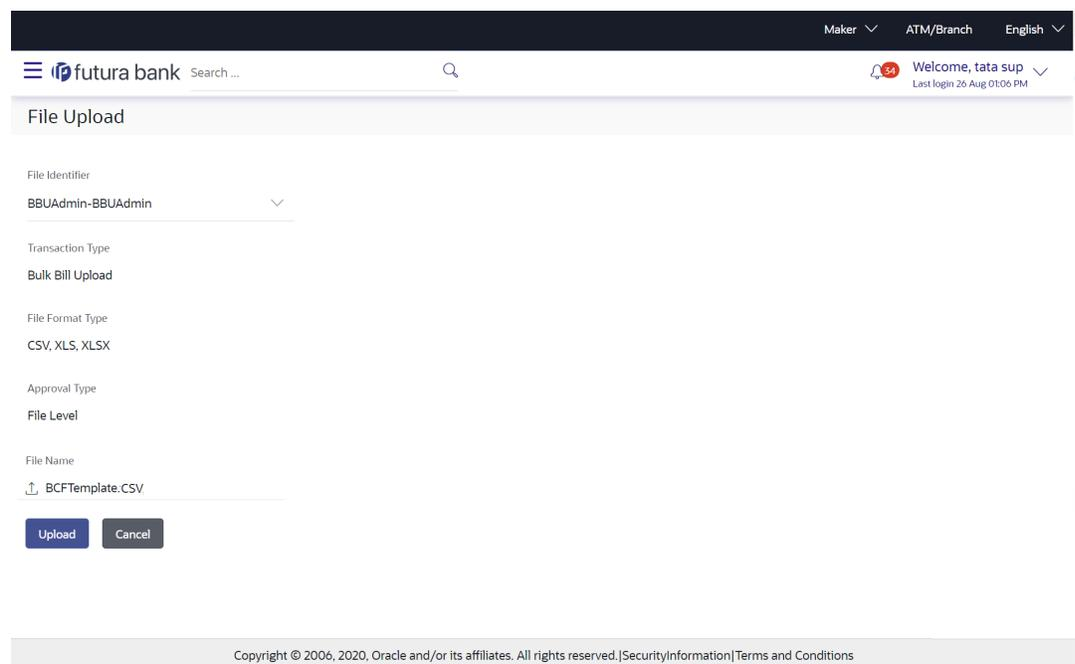 Maker ATM/Branch English
futura bank Search ... 34 Welcome, tata sup
Last login 26 Aug 01:06 PM
File Upload
File Identifier
BBUAdmin-BBUAdmin
Transaction Type
Bulk Bill Upload
File Format Type
CSV, XLS, XLSX
Approval Type
File Level
File Name
BCFTemplate.CSV
Upload Cancel
Copyright © 2006, 2020, Oracle and/or its affiliates. All rights reserved.|SecurityInformation|Terms and Conditions